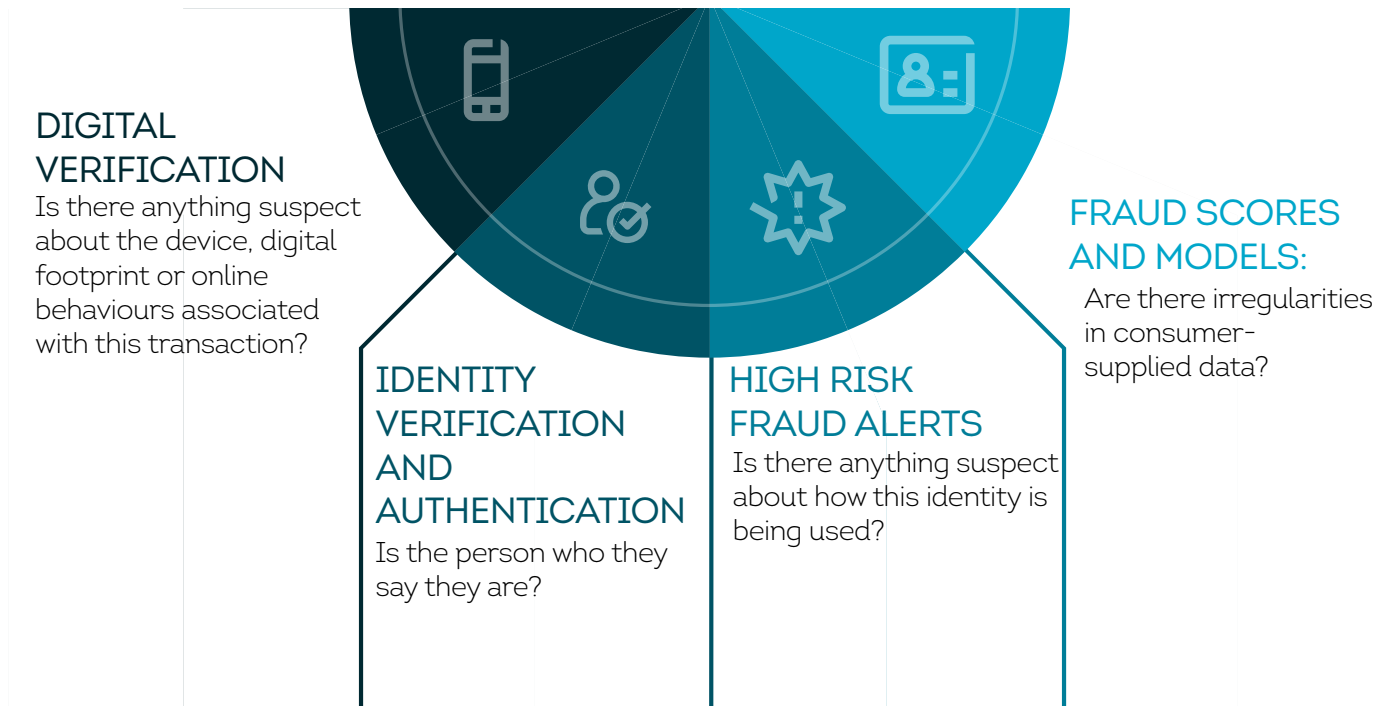 DIGITAL
VERIFICATION
Is there anything suspect
about the device, digital
footprint or online
behaviours associated
with this transaction?
IDENTITY
VERIFICATION
AND
AUTHENTICATION
Is the person who they
say they are?
HIGH RISK
FRAUD ALERTS
Is there anything suspect
about how this identity is
being used?
FRAUD SCORES
AND MODELS:
Are there irregularities
in consumer-
supplied data?